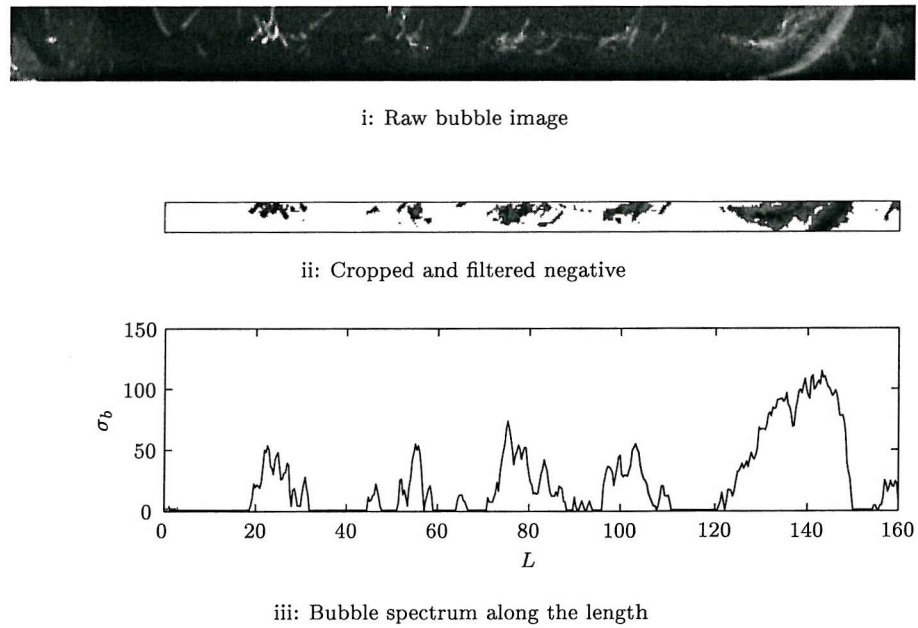 i: Raw bubble image
ii: Cropped and filtered negative
150
100
50
0
σ_b
0 20 40 60 80 100 120 140 160
L
iii: Bubble spectrum along the length